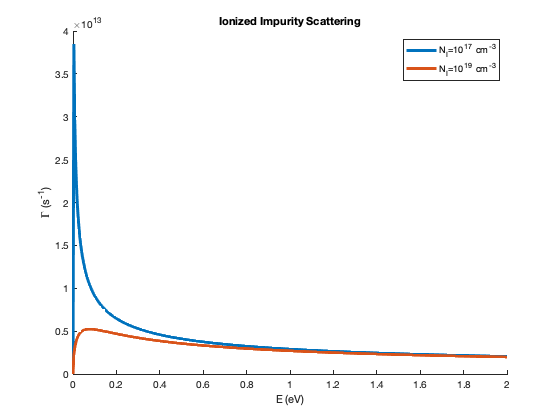 Ionized Impurity Scattering
×10^13
4
3.5
3
2.5
2
1.5
1
0.5
0
Γ (s^-1)
N_I=10^17 cm^-3
N_I=10^19 cm^-3
0 0.2 0.4 0.6 0.8 1 1.2 1.4 1.6 1.8 2
E (eV)